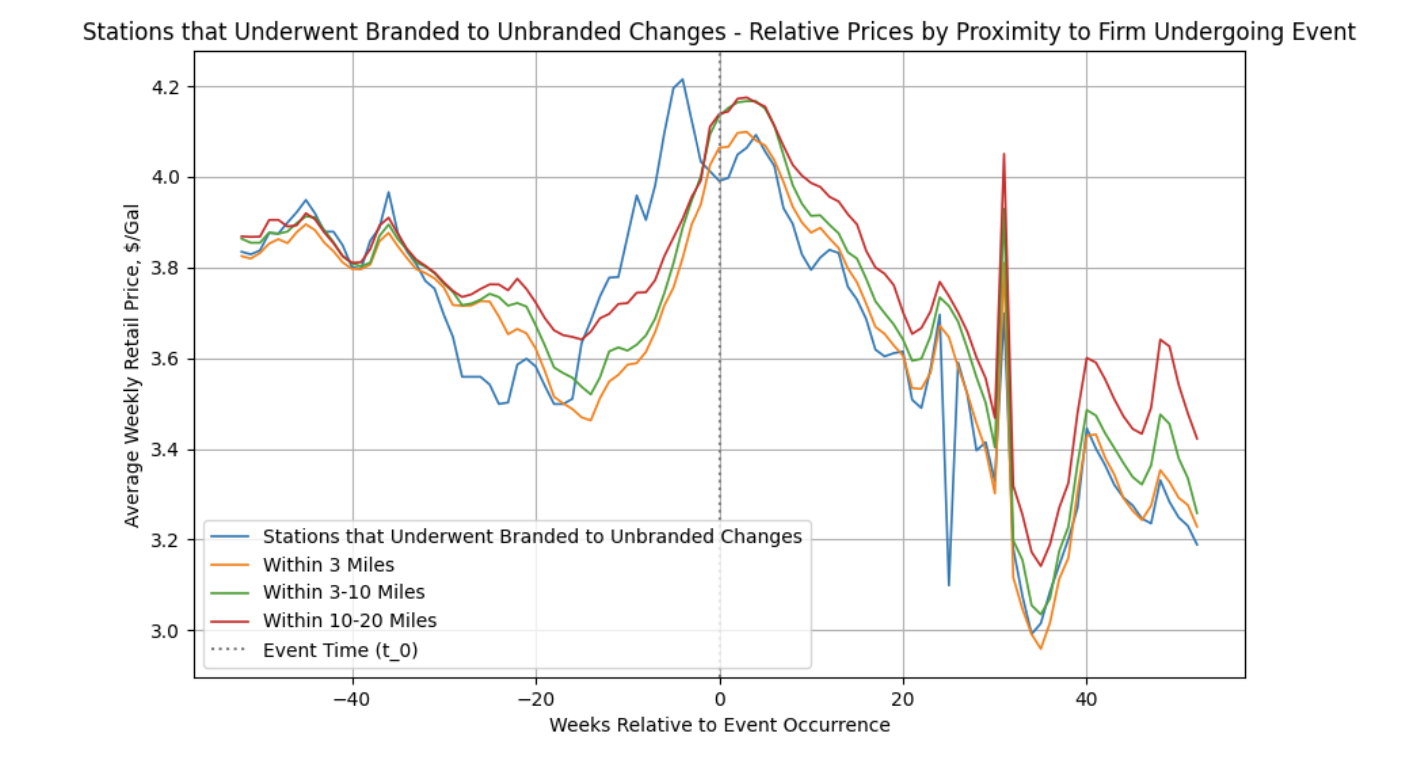 Stations that Underwent Branded to Unbranded Changes - Relative Prices by Proximity to Firm Undergoing Event
Average Weekly Retail Price, $/Gal
4.2
4.0
3.8
3.6
3.4
3.2
3.0
Stations that Underwent Branded to Unbranded Changes
Within 3 Miles
Within 3-10 Miles
Within 10-20 Miles
Event Time (t_0)
−40
−20
0
20
40
Weeks Relative to Event Occurrence